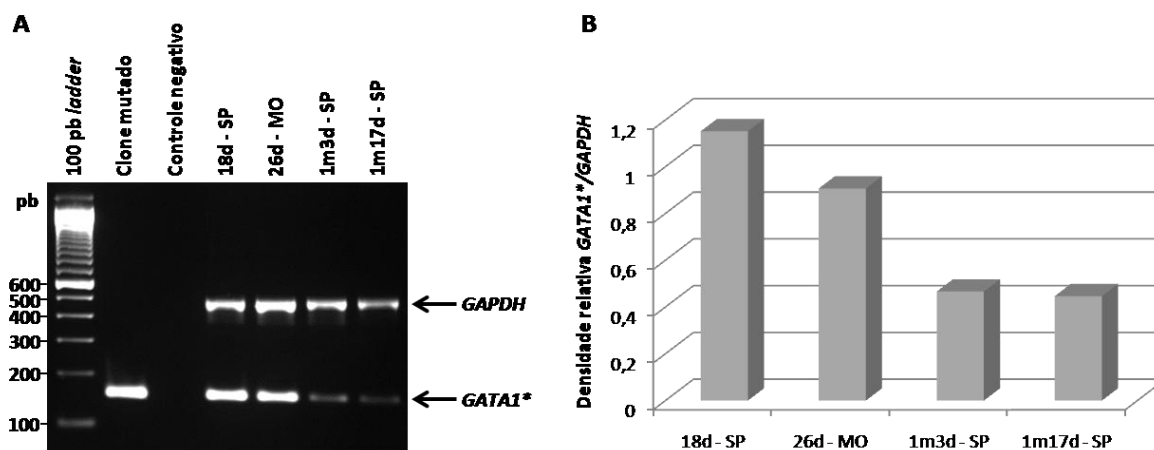 A
100 pb ladder
Clone mutado
Controle negativo
18d - SP
26d - MO
1m3d - SP
1m17d - SP
pb
600
500
400
300
200
100
GAPDH
GATA1*
B
Densidade relativa GATA1*/GAPDH
1,2
1
0,8
0,6
0,4
0,2
0
18d - SP
26d - MO
1m3d - SP
1m17d - SP